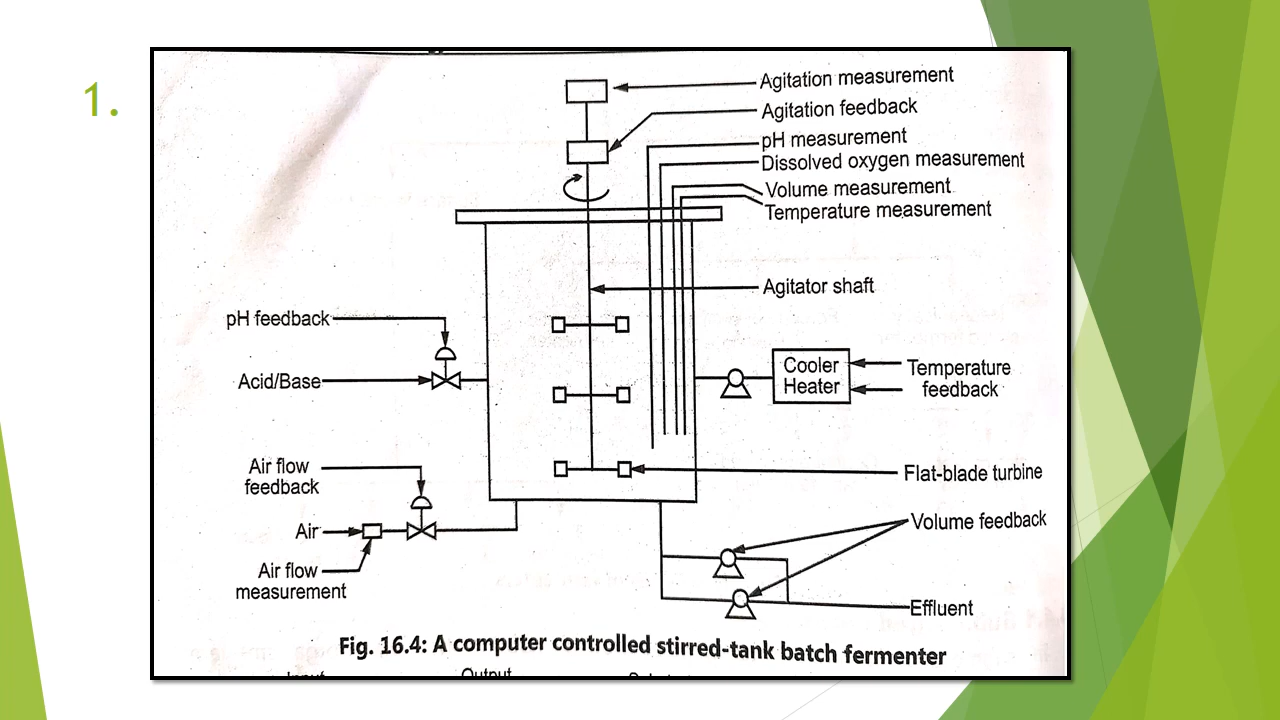 1.
Agitation measurement
Agitation feedback
pH measurement
Dissolved oxygen measurement
Volume measurement
Temperature measurement
Agitator shaft
pH feedback
Acid/Base
Cooler
Heater
Temperature
feedback
Air flow
feedback
Flat-blade turbine
Air
Volume feedback
Air flow
measurement
Effluent
Fig. 16.4: A computer controlled stirred-tank batch fermenter
Input
Output